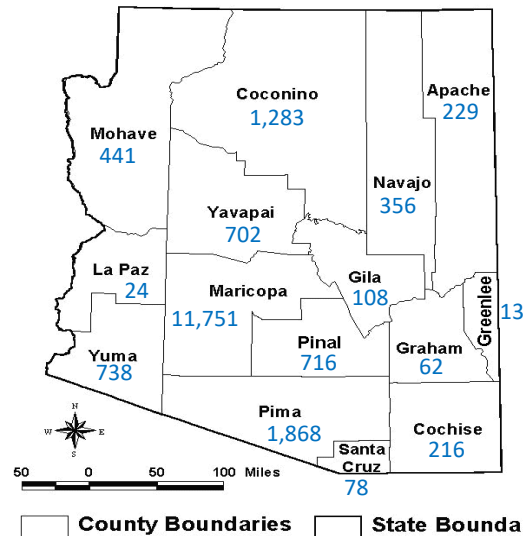 Coconino
1,283
Apache
229
Mohave
441
Navajo
356
Yavapai
702
La Paz
24
Maricopa
11,751
Gila
108
Greenlee
13
Yuma
738
Pinal
716
Graham
62
Pima
1,868
Cochise
216
Santa
Cruz
78
N
W E
S
50 0 50 100 Miles
County Boundaries State Bounda